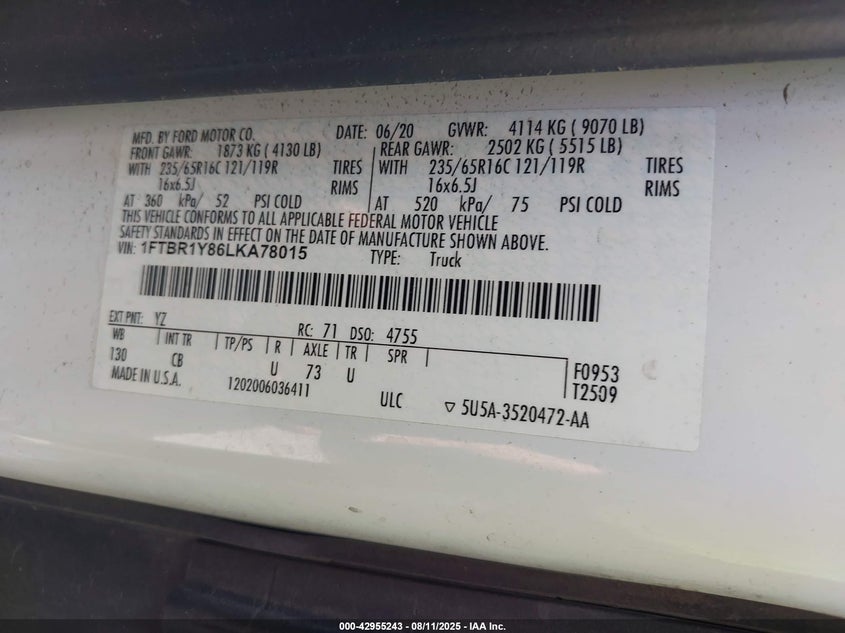 MFD. BY FORD MOTOR CO. DATE: 06/20 GVWR: 4114 KG ( 9070 LB)
FRONT GAWR: 1873 KG ( 4130 LB) REAR GAWR: 2502 KG ( 5515 LB)
WITH 235/65R16C 121/119R TIRES WITH 235/65R16C 121/119R TIRES
16x6.5J RIMS 16x6.5J RIMS
AT 360 kPa/ 52 PSI COLD AT 520 kPa/ 75 PSI COLD
THIS VEHICLE CONFORMS TO ALL APPLICABLE FEDERAL MOTOR VEHICLE
SAFETY STANDARDS IN EFFECT ON THE DATE OF MANUFACTURE SHOWN ABOVE.
VIN: 1FTBR1Y86LKA78015 TYPE: Truck
EXT PNT: YZ RC: 71 DSO: 4755
WB INT TR TP/PS R AXLE TR SPR
130 CB U 73 U F0953
MADE IN U.S.A. T2509
1202006036411 ULC ▽ 5U5A-3520472-AA
000-42955243 - 08/11/2025 - IAA Inc.